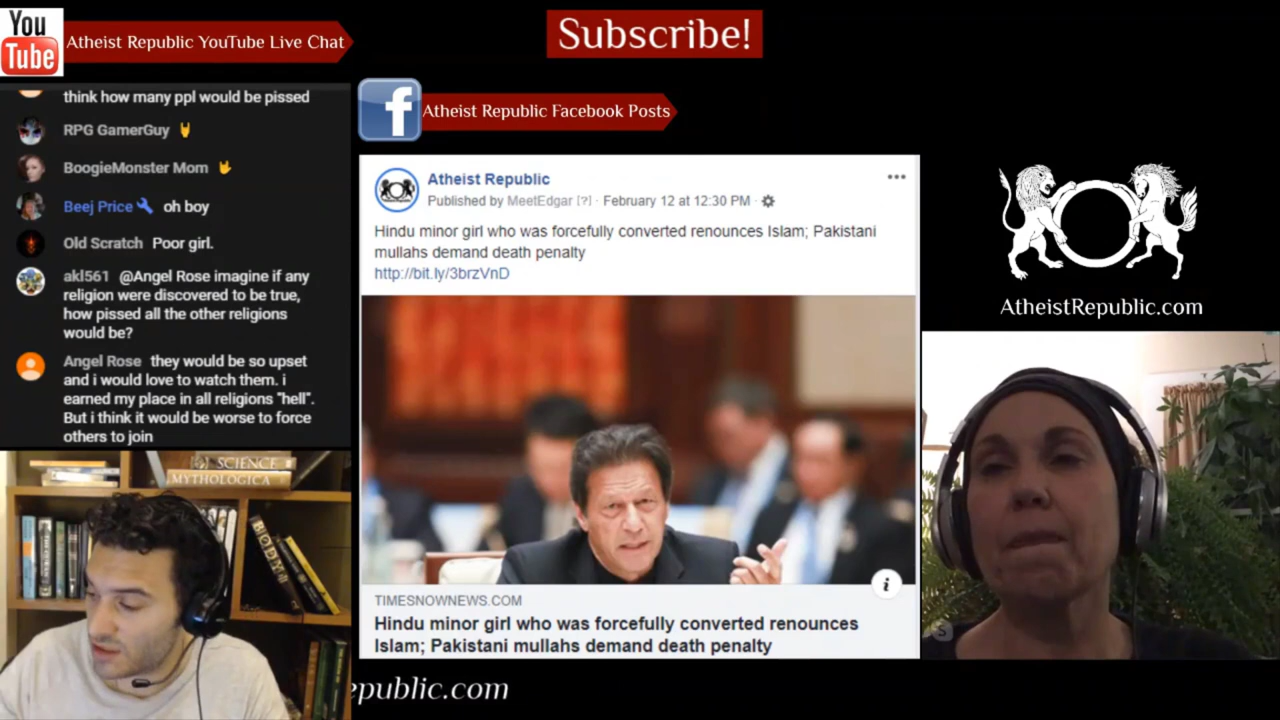 You
Tube
Atheist Republic YouTube Live Chat
Subscribe!
think how many ppl would be pissed
RPG GamerGuy 🤘
BoogieMonster Mom 🤟
Beej Price oh boy
Old Scratch Poor girl.
akl561 @Angel Rose imagine if any
religion were discovered to be true,
how pissed all the other religions
would be?
Angel Rose they would be so upset
and i would love to watch them. i
earned my place in all religions "hell".
But i think it would be worse to force
others to join
f
Atheist Republic Facebook Posts
Atheist Republic
Published by MeetEdgar [?] · February 12 at 12:30 PM ·
Hindu minor girl who was forcefully converted renounces Islam; Pakistani
mullahs demand death penalty
http://bit.ly/3brzVnD
i
TIMESNOWNEWS.COM
Hindu minor girl who was forcefully converted renounces
Islam; Pakistani mullahs demand death penalty
AtheistRepublic.com
S
SCIENCE
MYTHOLOGICA
epublic.com